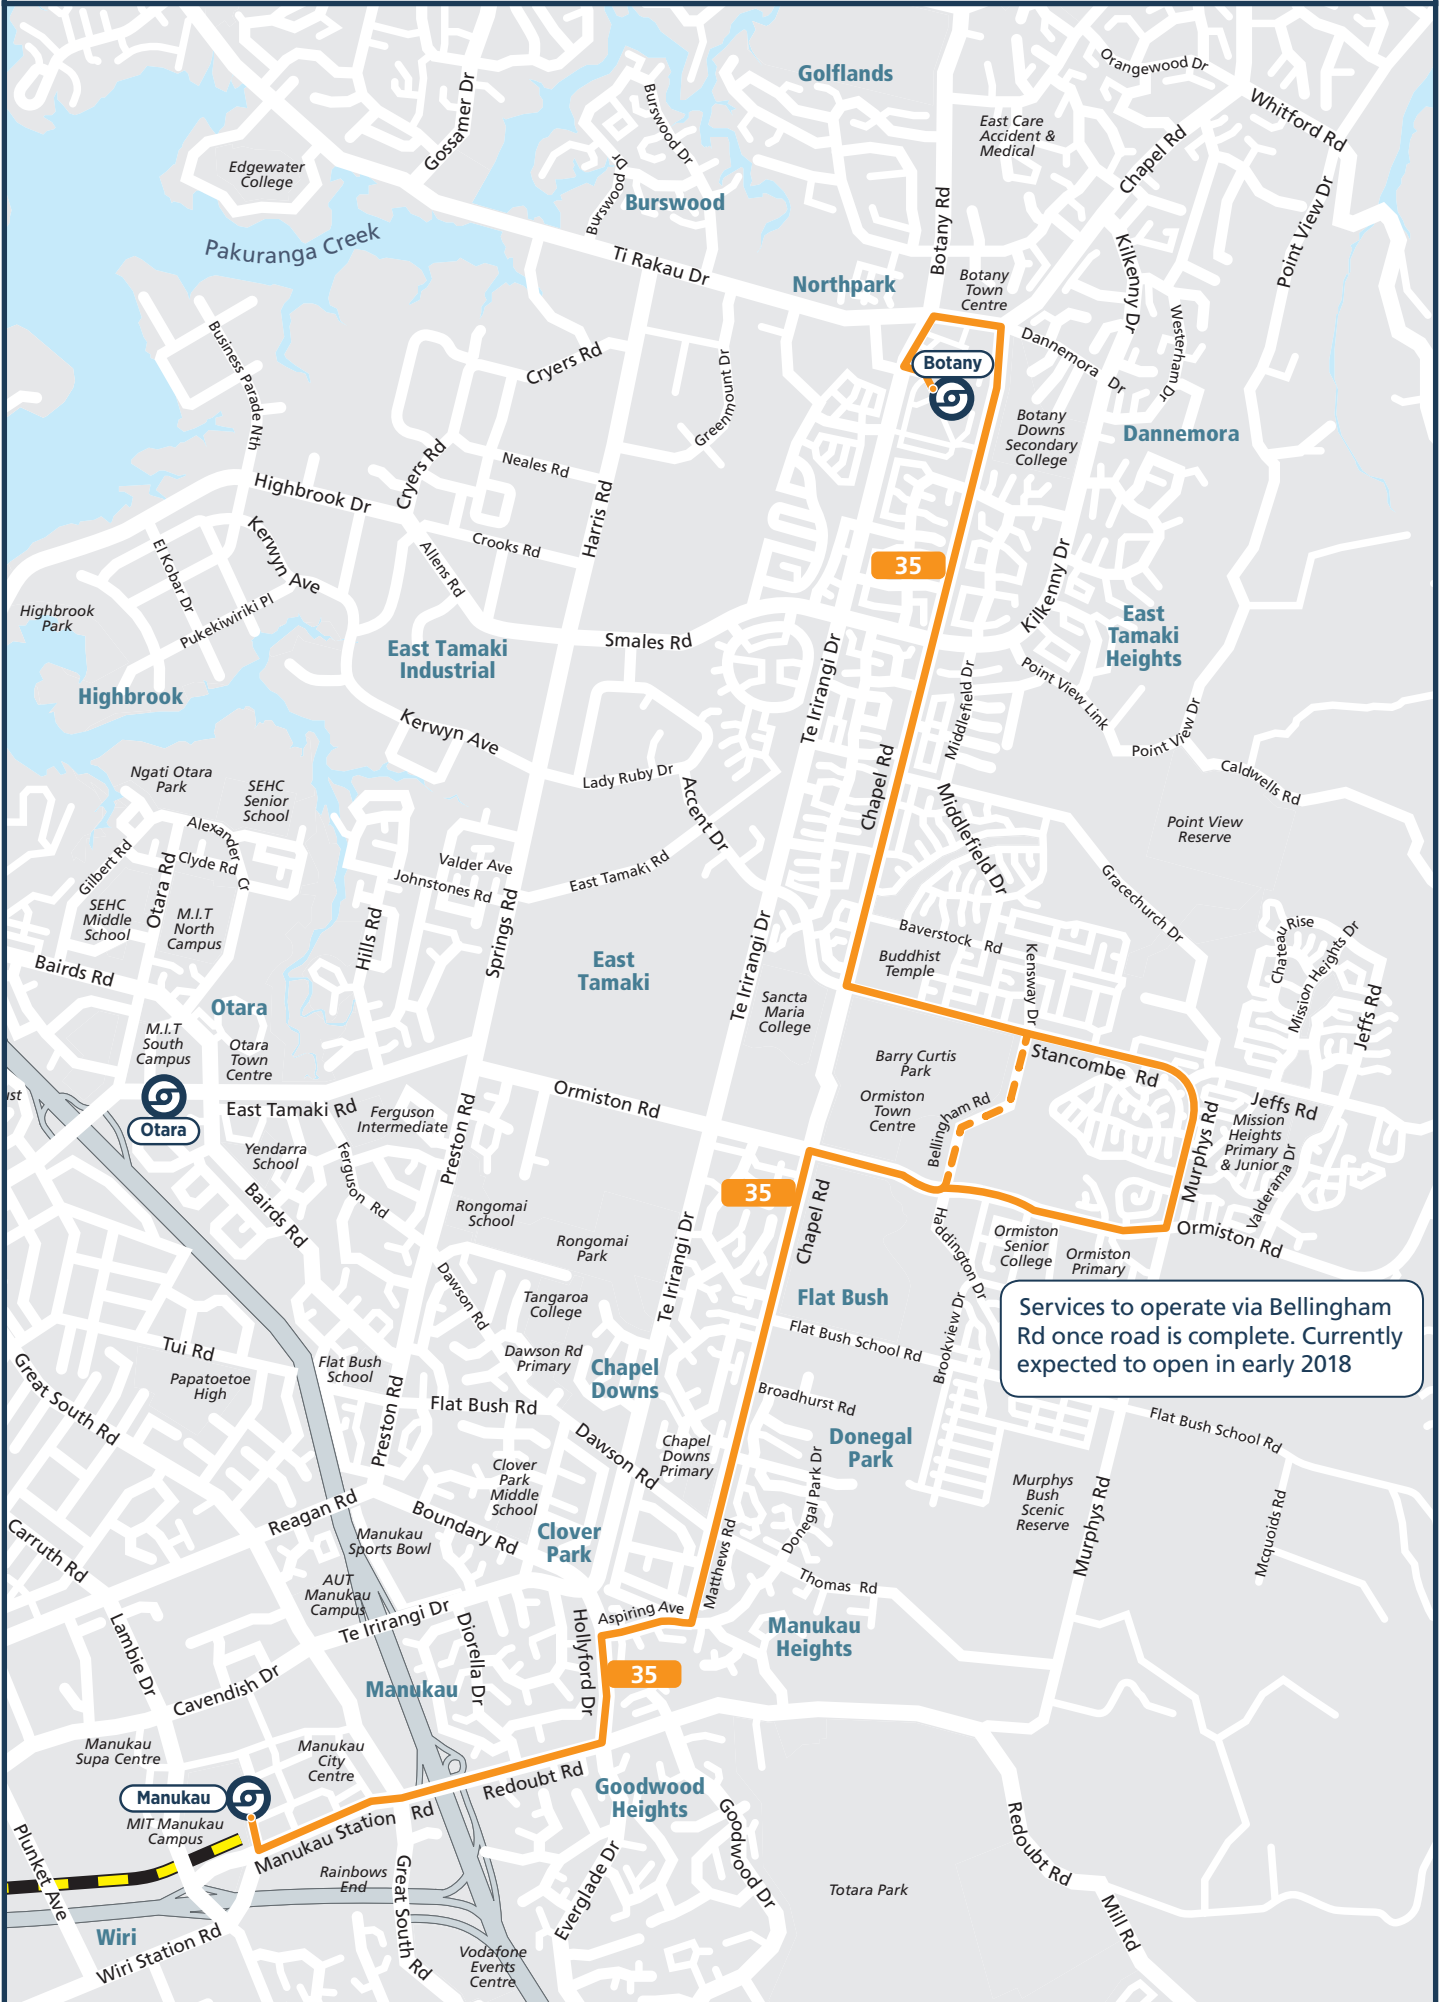 Golflands
Orangewood Dr
Whitford Rd
Gossamer Dr
Burswood Dr
East Care
Accident &
Medical
Chapel Rd
Edgewater
College
Burswood Dr
Burswood
Botany Rd
Point View Dr
Pakuranga Creek
Ti Rakau Dr
Northpark
Botany
Town
Centre
Kilkenny Dr
Westerham Dr
Business Parade Nth
Cryers Rd
Greenmount Dr
Botany
Dannemora Dr
Botany
Downs
Secondary
College
Dannemora
Highbrook Dr
Cryers Rd
Neales Rd
Harris Rd
Kerwyn Ave
Crooks Rd
El Kobar Dr
Allens Rd
35
Kilkenny Dr
Highbrook
Park
Pukekiwiriki Pl
East Tamaki
Industrial
Smales Rd
East
Tamaki
Heights
Highbrook
Te Irirangi Dr
Middlefield Dr
Point View Link
Point View Dr
Kerwyn Ave
Lady Ruby Dr
Accent Dr
Chapel Rd
Caldwells Rd
Ngati Otara
Park
SEHC
Senior
School
Middlefield Dr
Point View
Reserve
Alexander Cr
Gilbert Rd
Clyde Rd
Otara Rd
Valder Ave
Johnstones Rd
East Tamaki Rd
Gracechurch Dr
SEHC
Middle
School
M.I.T
North
Campus
Hills Rd
Springs Rd
Te Irirangi Dr
Baverstock Rd
Buddhist
Temple
Kensway Dr
Chateau Rise
Mission Heights Dr
Jeffs Rd
Bairds Rd
East
Tamaki
Otara
Sancta
Maria
College
M.I.T
South
Campus
Otara
Town
Centre
Barry Curtis
Park
Stancombe Rd
ust
East Tamaki Rd
Ferguson
Intermediate
Ormiston Rd
Ormiston
Town
Centre
Bellingham Rd
Jeffs Rd
Otara
Preston Rd
Murphys Rd
Mission
Heights
Primary
& Junior
Yendarra
School
Ferguson Rd
Valderama Dr
Bairds Rd
Rongomai
School
35
Chapel Rd
Haddington Dr
Ormiston
Senior
College
Ormiston
Primary
Ormiston Rd
Rongomai
Park
Te Irirangi Dr
Dawson Rd
Tangaroa
College
Flat Bush
Services to operate via Bellingham
Rd once road is complete. Currently
expected to open in early 2018
Flat Bush School Rd
Brookview Dr
Tui Rd
Great South Rd
Papatoetoe
High
Flat Bush
School
Dawson Rd
Primary
Chapel
Downs
Preston Rd
Flat Bush Rd
Broadhurst Rd
Flat Bush School Rd
Dawson Rd
Chapel
Downs
Primary
Donegal
Park
Donegal Park Dr
Clover
Park
Middle
School
Murphys
Bush
Scenic
Reserve
Murphys Rd
Mcquoids Rd
Reagan Rd
Boundary Rd
Carruth Rd
Manukau
Sports Bowl
Clover
Park
Matthews Rd
Thomas Rd
AUT
Manukau
Campus
Te Irirangi Dr
Aspiring Ave
Hollyford Dr
Manukau
Heights
Lambie Dr
Diorella Dr
Cavendish Dr
Manukau
35
Manukau
Supa Centre
Manukau
City
Centre
Redoubt Rd
Goodwood
Heights
Manukau
MIT Manukau
Campus
Manukau Station Rd
Goodwood Dr
Redoubt Rd
Plunket Ave
Rainbows
End
Great South Rd
Everglade Dr
Totara Park
Mill Rd
Wiri
Wiri Station Rd
Vodafone
Events
Centre